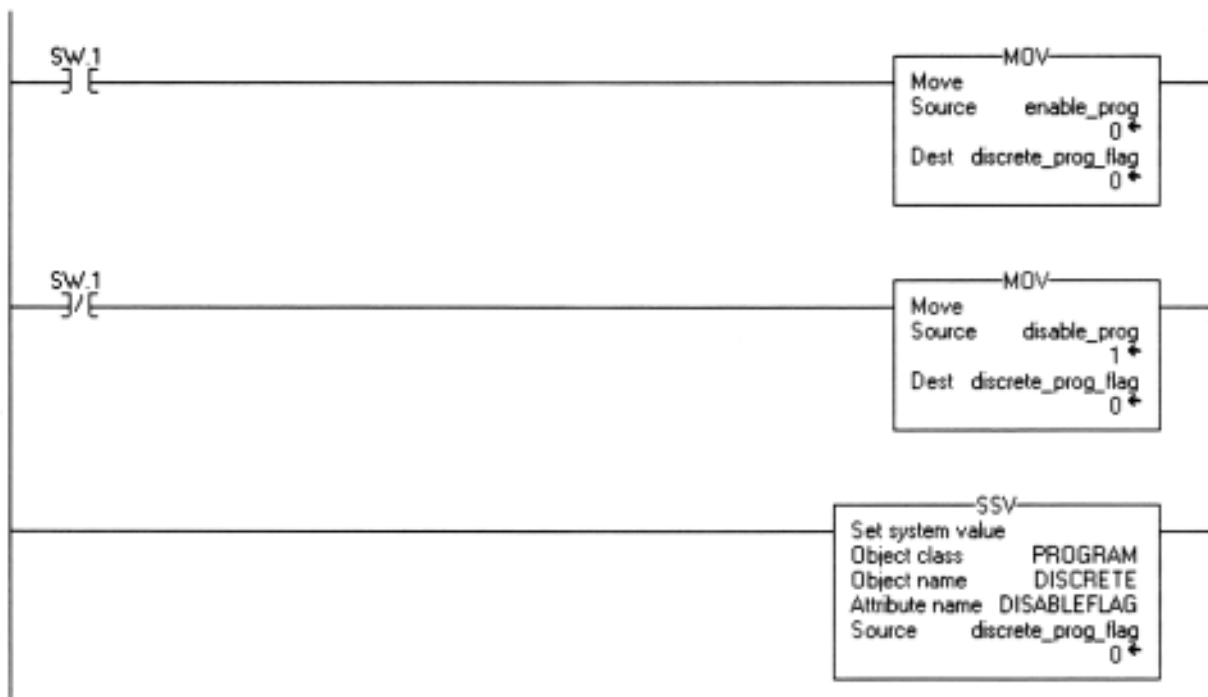 SW.1
MOV
Move
Source enable_prog
0
Dest discrete_prog_flag
0
SW.1
MOV
Move
Source disable_prog
1
Dest discrete_prog_flag
0
SSV
Set system value
Object class PROGRAM
Object name DISCRETE
Attribute name DISABLEFLAG
Source discrete_prog_flag
0